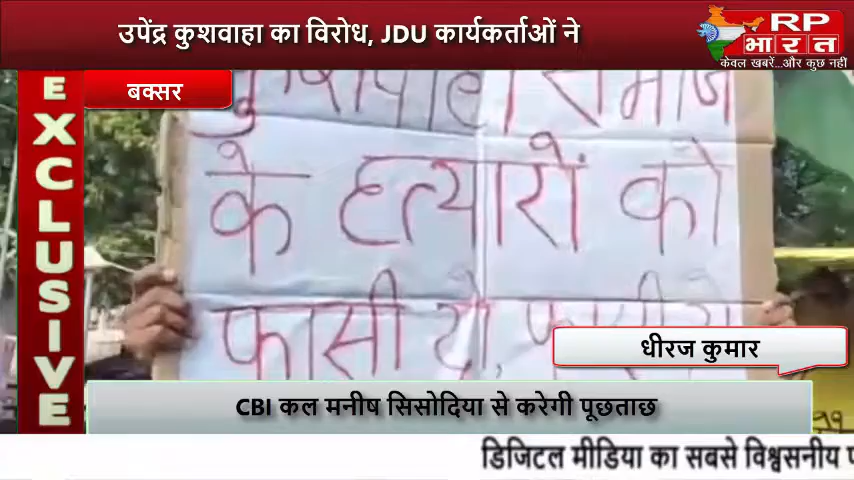 उपेंद्र कुशवाहा का विरोध, JDU कार्यकर्ताओं ने
RP
भारत
केवल खबरें...और कुछ नहीं
EXCLUSIVE
बक्सर
समाज
के हत्यारों को
फासी दो,
धीरज कुमार
CBI कल मनीष सिसोदिया से करेगी पूछताछ
डिजिटल मीडिया का सबसे विश्वसनीय